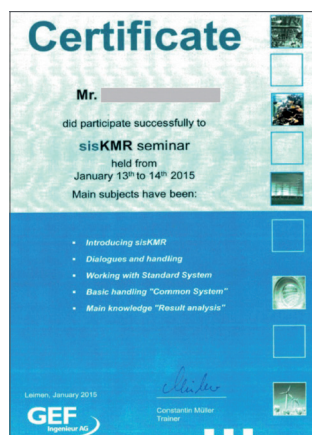 Certificate
Mr.
did participate successfully to
sisKMR seminar
held from
January 13th to 14th 2015
Main subjects have been:
• Introducing sisKMR
• Dialogues and handling
• Working with Standard System
• Basic handling "Common System"
• Main knowledge "Result analysis"
Leimen, January 2015
GEF
Ingenieur AG
Constantin Müller
Trainer